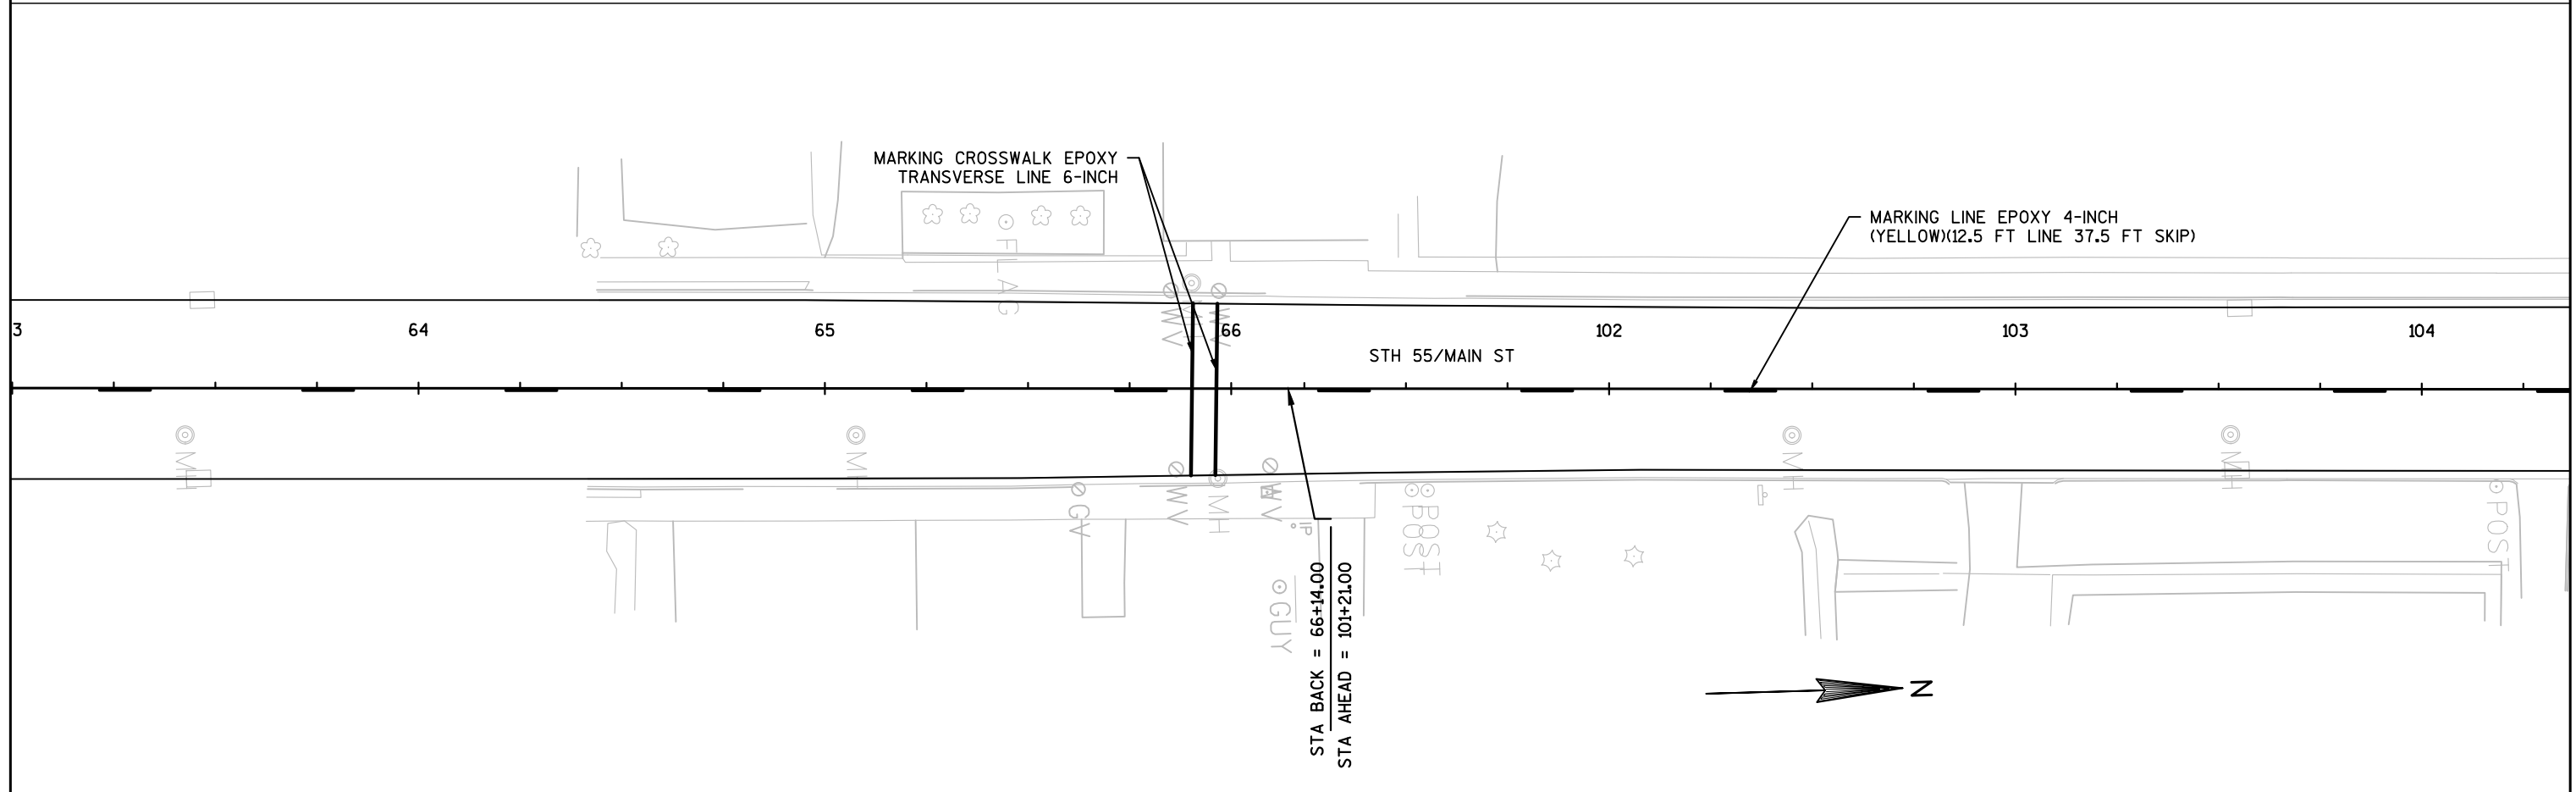 MARKING CROSSWALK EPOXY
TRANSVERSE LINE 6-INCH
MARKING LINE EPOXY 4-INCH
(YELLOW)(12.5 FT LINE 37.5 FT SKIP)
FLAG
WV
MH
WV
3
64
65
66
102
103
104
STH 55/MAIN ST
MH
MH
MH
MH
GV
WV
MH
WV
IP
POST
POST
POST
GUY
STA BACK = 66+14.00
STA AHEAD = 101+21.00
N